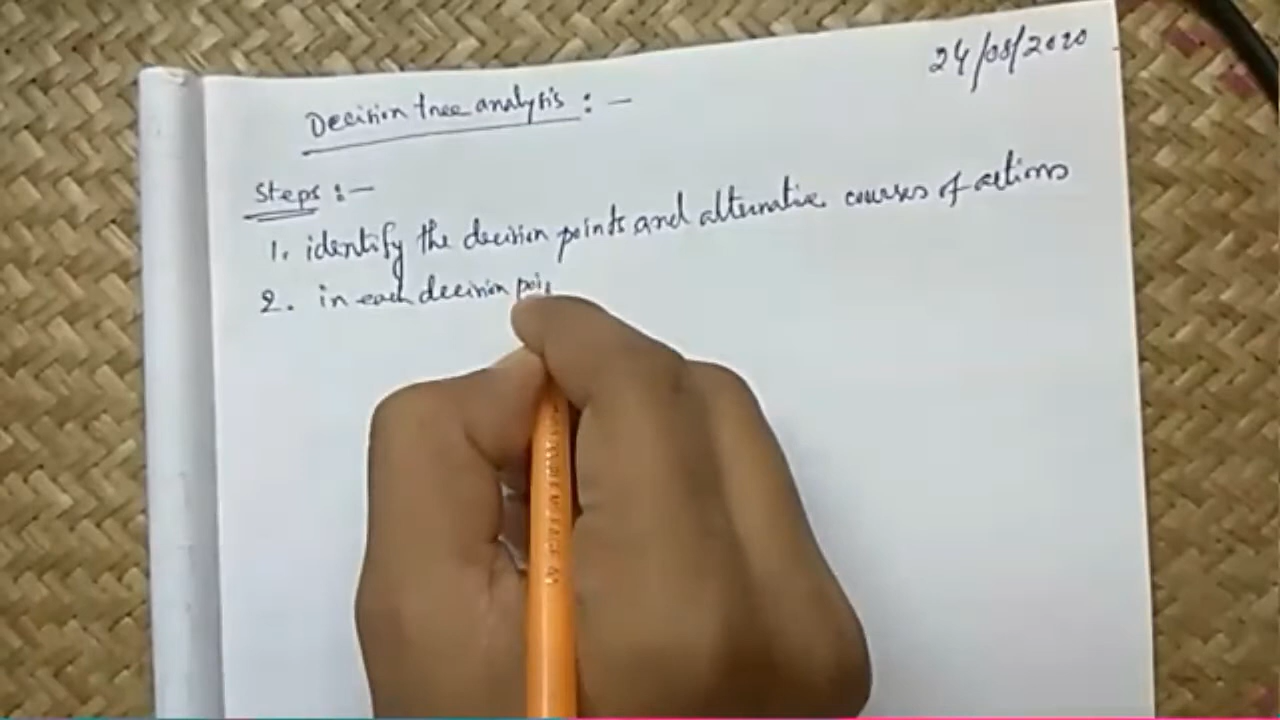 24/08/2020
Decision tree analysis : –
Steps : –
1. identify the decision points and alternative courses of actions
2. in each decision poi